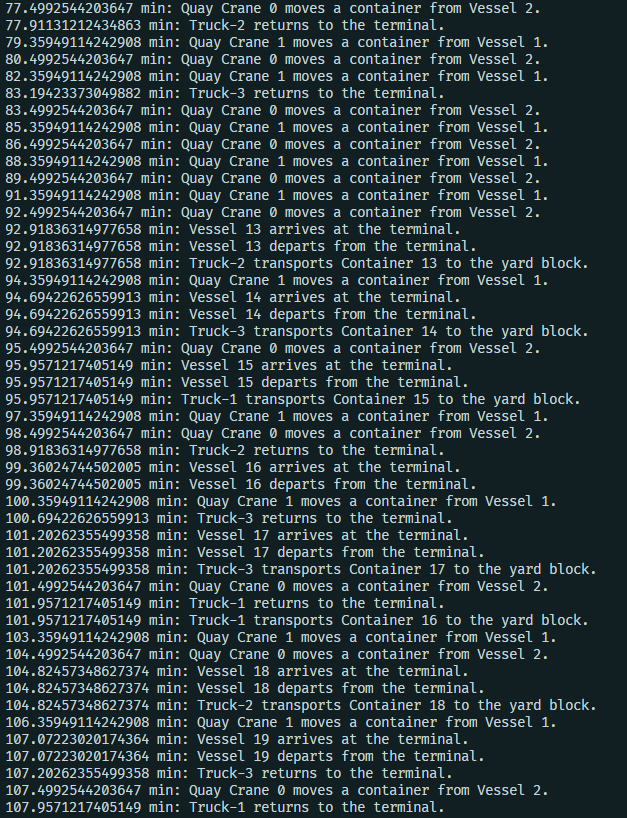 77.4992544203647 min: Quay Crane 0 moves a container from Vessel 2.
77.91131212434863 min: Truck-2 returns to the terminal.
79.35949114242908 min: Quay Crane 1 moves a container from Vessel 1.
80.4992544203647 min: Quay Crane 0 moves a container from Vessel 2.
82.35949114242908 min: Quay Crane 1 moves a container from Vessel 1.
83.19423373049882 min: Truck-3 returns to the terminal.
83.4992544203647 min: Quay Crane 0 moves a container from Vessel 2.
85.35949114242908 min: Quay Crane 1 moves a container from Vessel 1.
86.4992544203647 min: Quay Crane 0 moves a container from Vessel 2.
88.35949114242908 min: Quay Crane 1 moves a container from Vessel 1.
89.4992544203647 min: Quay Crane 0 moves a container from Vessel 2.
91.35949114242908 min: Quay Crane 1 moves a container from Vessel 1.
92.4992544203647 min: Quay Crane 0 moves a container from Vessel 2.
92.91836314977658 min: Vessel 13 arrives at the terminal.
92.91836314977658 min: Vessel 13 departs from the terminal.
92.91836314977658 min: Truck-2 transports Container 13 to the yard block.
94.35949114242908 min: Quay Crane 1 moves a container from Vessel 1.
94.69422626559913 min: Vessel 14 arrives at the terminal.
94.69422626559913 min: Vessel 14 departs from the terminal.
94.69422626559913 min: Truck-3 transports Container 14 to the yard block.
95.4992544203647 min: Quay Crane 0 moves a container from Vessel 2.
95.9571217405149 min: Vessel 15 arrives at the terminal.
95.9571217405149 min: Vessel 15 departs from the terminal.
95.9571217405149 min: Truck-1 transports Container 15 to the yard block.
97.35949114242908 min: Quay Crane 1 moves a container from Vessel 1.
98.4992544203647 min: Quay Crane 0 moves a container from Vessel 2.
98.91836314977658 min: Truck-2 returns to the terminal.
99.36024744502005 min: Vessel 16 arrives at the terminal.
99.36024744502005 min: Vessel 16 departs from the terminal.
100.35949114242908 min: Quay Crane 1 moves a container from Vessel 1.
100.69422626559913 min: Truck-3 returns to the terminal.
101.20262355499358 min: Vessel 17 arrives at the terminal.
101.20262355499358 min: Vessel 17 departs from the terminal.
101.20262355499358 min: Truck-3 transports Container 17 to the yard block.
101.4992544203647 min: Quay Crane 0 moves a container from Vessel 2.
101.9571217405149 min: Truck-1 returns to the terminal.
101.9571217405149 min: Truck-1 transports Container 16 to the yard block.
103.35949114242908 min: Quay Crane 1 moves a container from Vessel 1.
104.4992544203647 min: Quay Crane 0 moves a container from Vessel 2.
104.82457348627374 min: Vessel 18 arrives at the terminal.
104.82457348627374 min: Vessel 18 departs from the terminal.
104.82457348627374 min: Truck-2 transports Container 18 to the yard block.
106.35949114242908 min: Quay Crane 1 moves a container from Vessel 1.
107.07223020174364 min: Vessel 19 arrives at the terminal.
107.07223020174364 min: Vessel 19 departs from the terminal.
107.20262355499358 min: Truck-3 returns to the terminal.
107.4992544203647 min: Quay Crane 0 moves a container from Vessel 2.
107.9571217405149 min: Truck-1 returns to the terminal.